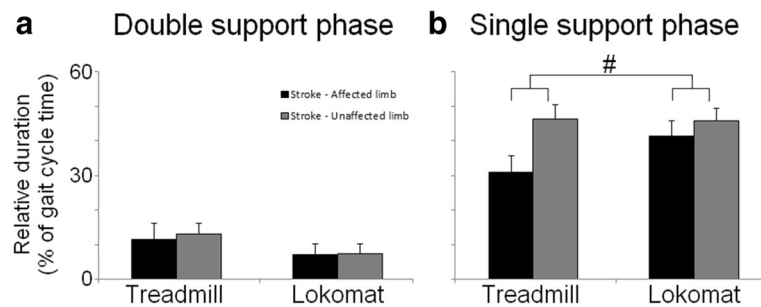 a Double support phase
b Single support phase
Relative duration
(% of gait cycle time)
60
30
0
Stroke - Affected limb
Stroke - Unaffected limb
#
Treadmill Lokomat
Treadmill Lokomat